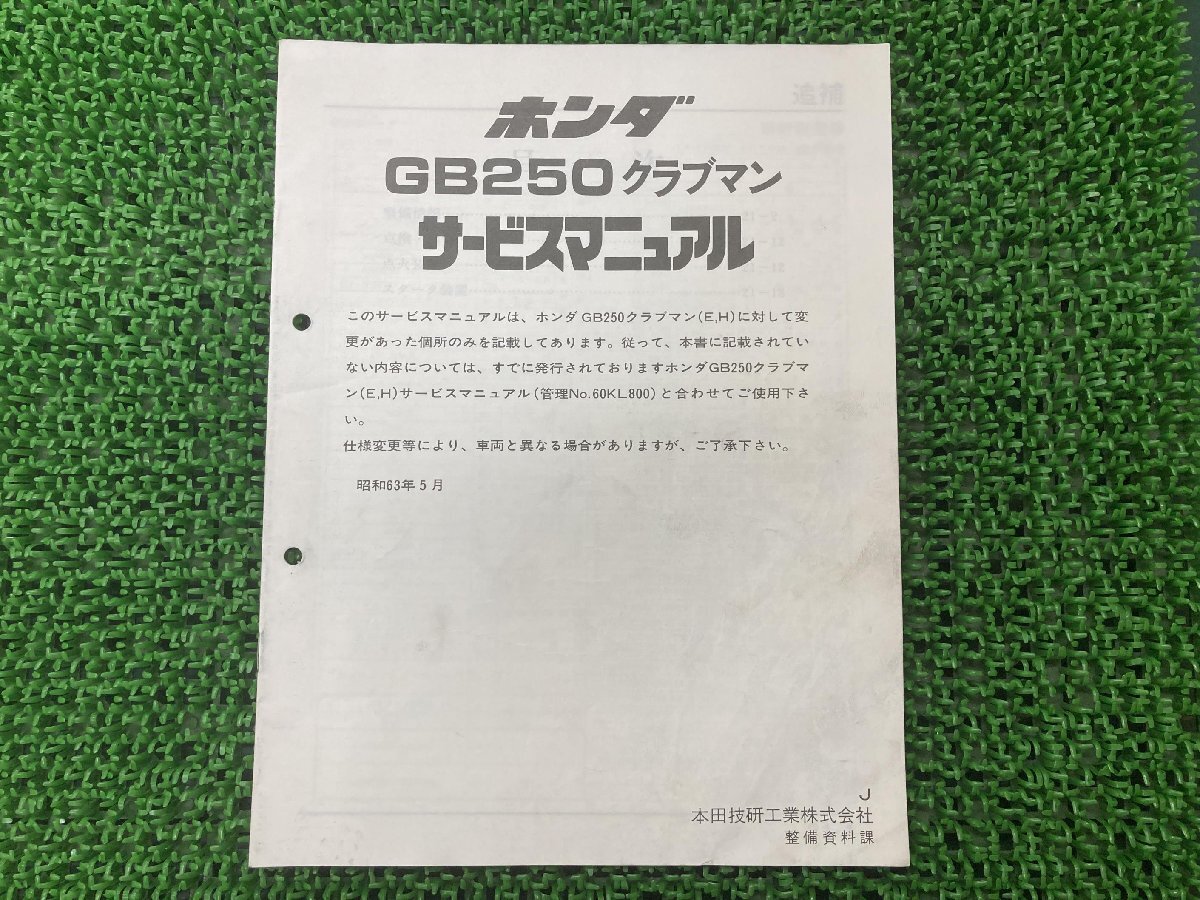 ホンダ
GB250クラブマン
サービスマニュアル
このサービスマニュアルは、ホンダGB250クラブマン(E,H)に対して変
更があった個所のみを記載してあります。従って、本書に記載されてい
ない内容については、すでに発行されておりますホンダGB250クラブマ
ン(E,H)サービスマニュアル(管理No.60KL800)と合わせてご使用下さ
い。
仕様変更等により、車両と異なる場合がありますが、ご了承下さい。
昭和63年5月
J
本田技研工業株式会社
整備資料課
追補